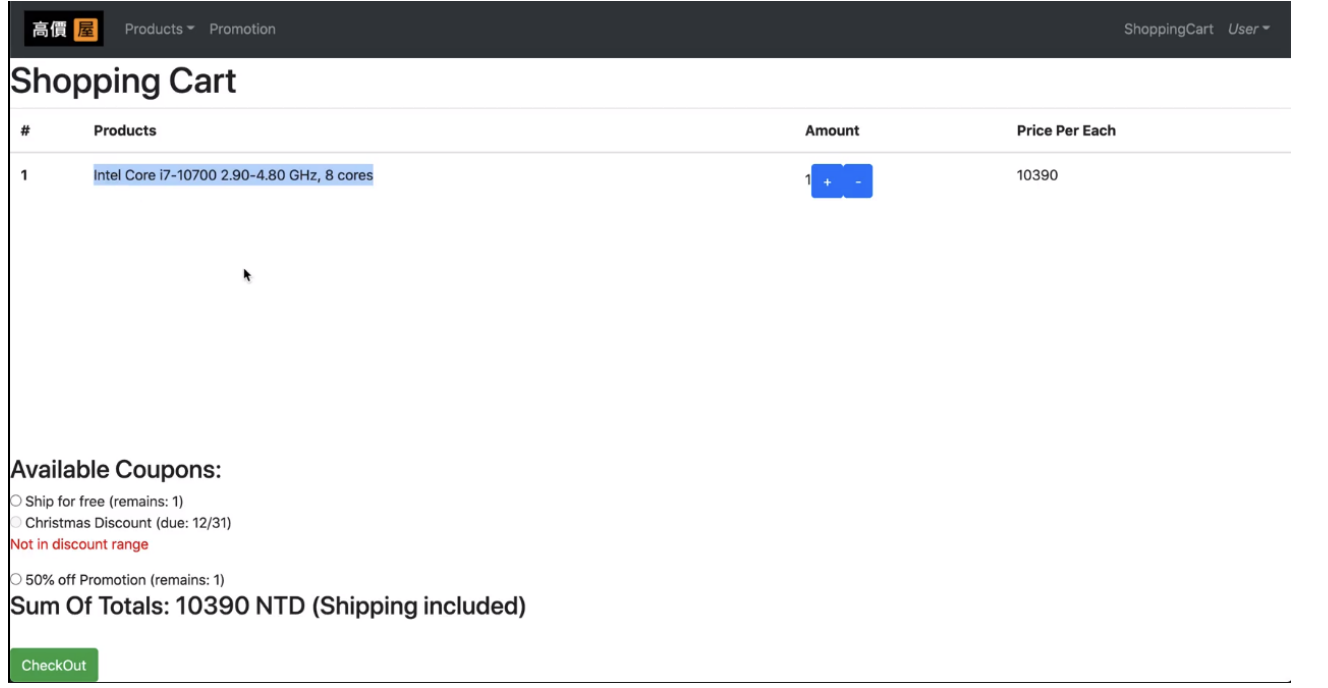 高價屋 Products Promotion ShoppingCart User
Shopping Cart
# Products Amount Price Per Each
1 Intel Core i7-10700 2.90-4.80 GHz, 8 cores 1 + - 10390
Available Coupons:
Ship for free (remains: 1)
Christmas Discount (due: 12/31)
Not in discount range
50% off Promotion (remains: 1)
Sum Of Totals: 10390 NTD (Shipping included)
CheckOut